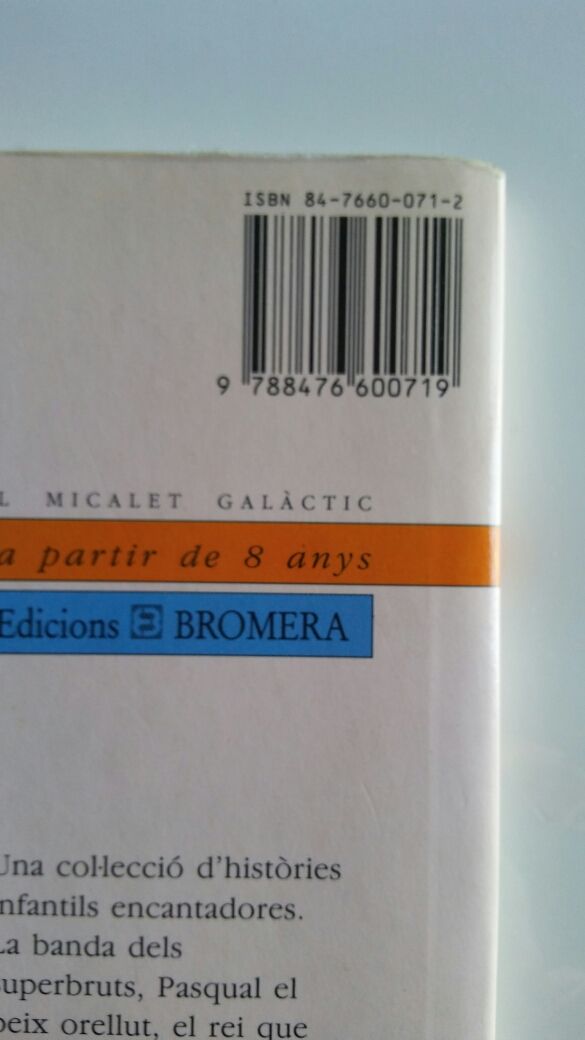 ISBN 84-7660-071-2
9 788476 600719
L MICALET GALÀCTIC
a partir de 8 anys
Edicions BROMERA
Una col·lecció d'històries
nfantils encantadores.
La banda dels
superbruts, Pasqual el
peix orellut, el rei que